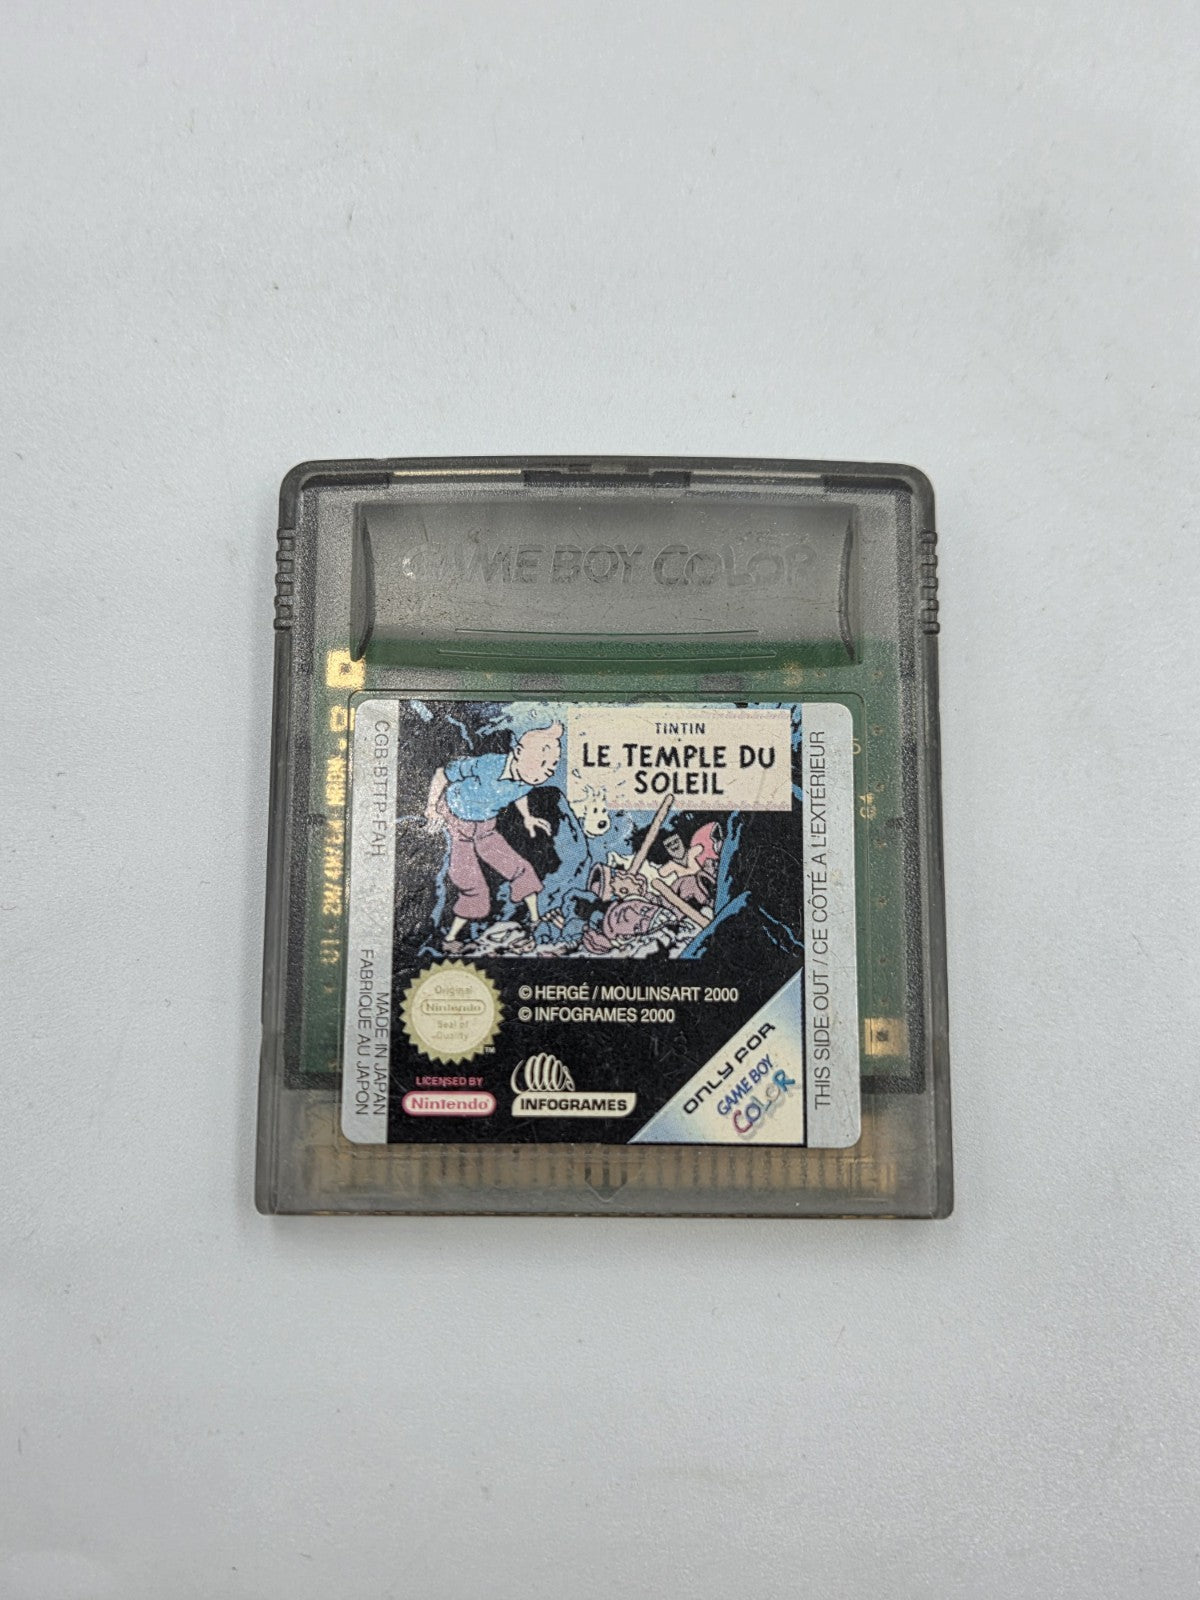 GAME BOY COLOR
TINTIN
LE TEMPLE DU
SOLEIL
CGB-BTTP-FAH
MADE IN JAPAN
FABRIQUE AU JAPON
THIS SIDE OUT / CE CÔTÉ A L'EXTÉRIEUR
Original
Nintendo
Seal of
Quality
TM
© HERGÉ / MOULINSART 2000
© INFOGRAMES 2000
LICENSED BY
Nintendo
INFOGRAMES
ONLY FOR
GAME BOY
COLOR